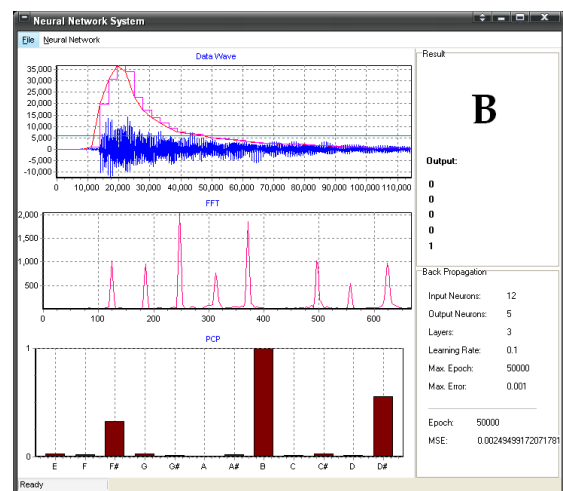 Neural Network System
File Neural Network
Data Wave
35,000
30,000
25,000
20,000
15,000
10,000
5,000
0
-5,000
-10,000
0 10,000 20,000 30,000 40,000 50,000 60,000 70,000 80,000 90,000 100,000 110,000
FFT
2,000
1,500
1,000
500
0 100 200 300 400 500 600
PCP
1
0
E F F# G G# A A# B C C# D D#
Result
B
Output:
0
0
0
0
1
Back Propagation
Input Neurons: 12
Output Neurons: 5
Layers: 3
Learning Rate: 0.1
Max. Epoch: 50000
Max. Error: 0.001
Epoch: 50000
MSE: 0.00249499172071781
Ready